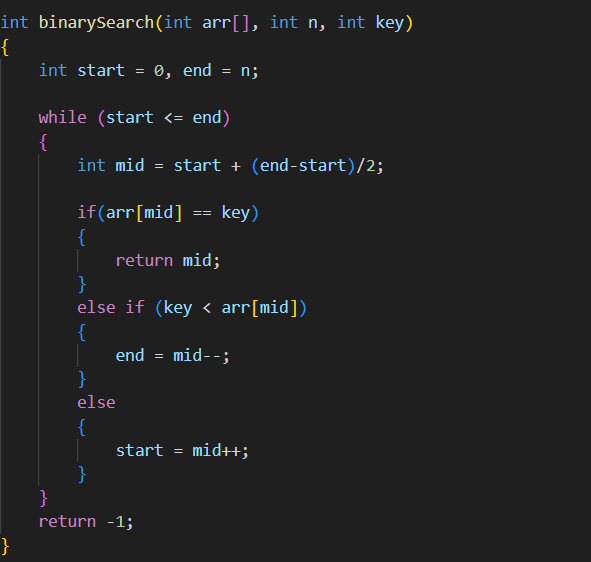 int binarySearch(int arr[], int n, int key)
{
    int start = 0, end = n;

    while (start <= end)
    {
        int mid = start + (end-start)/2;

        if(arr[mid] == key)
        {
            return mid;
        }
        else if (key < arr[mid])
        {
            end = mid--;
        }
        else
        {
            start = mid++;
        }
    }
    return -1;
}